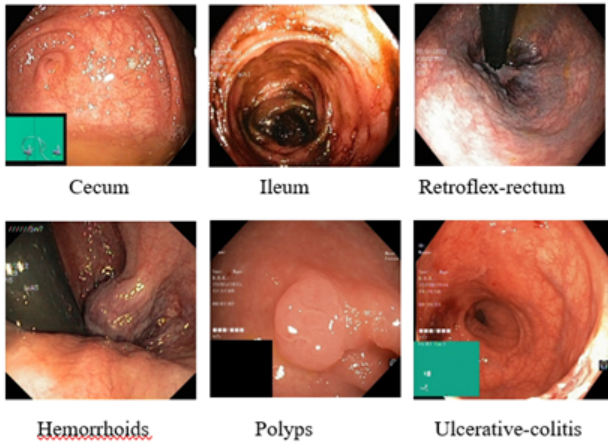 Cecum
Ileum
Retroflex-rectum
Hemorrhoids
Polyps
Ulcerative-colitis